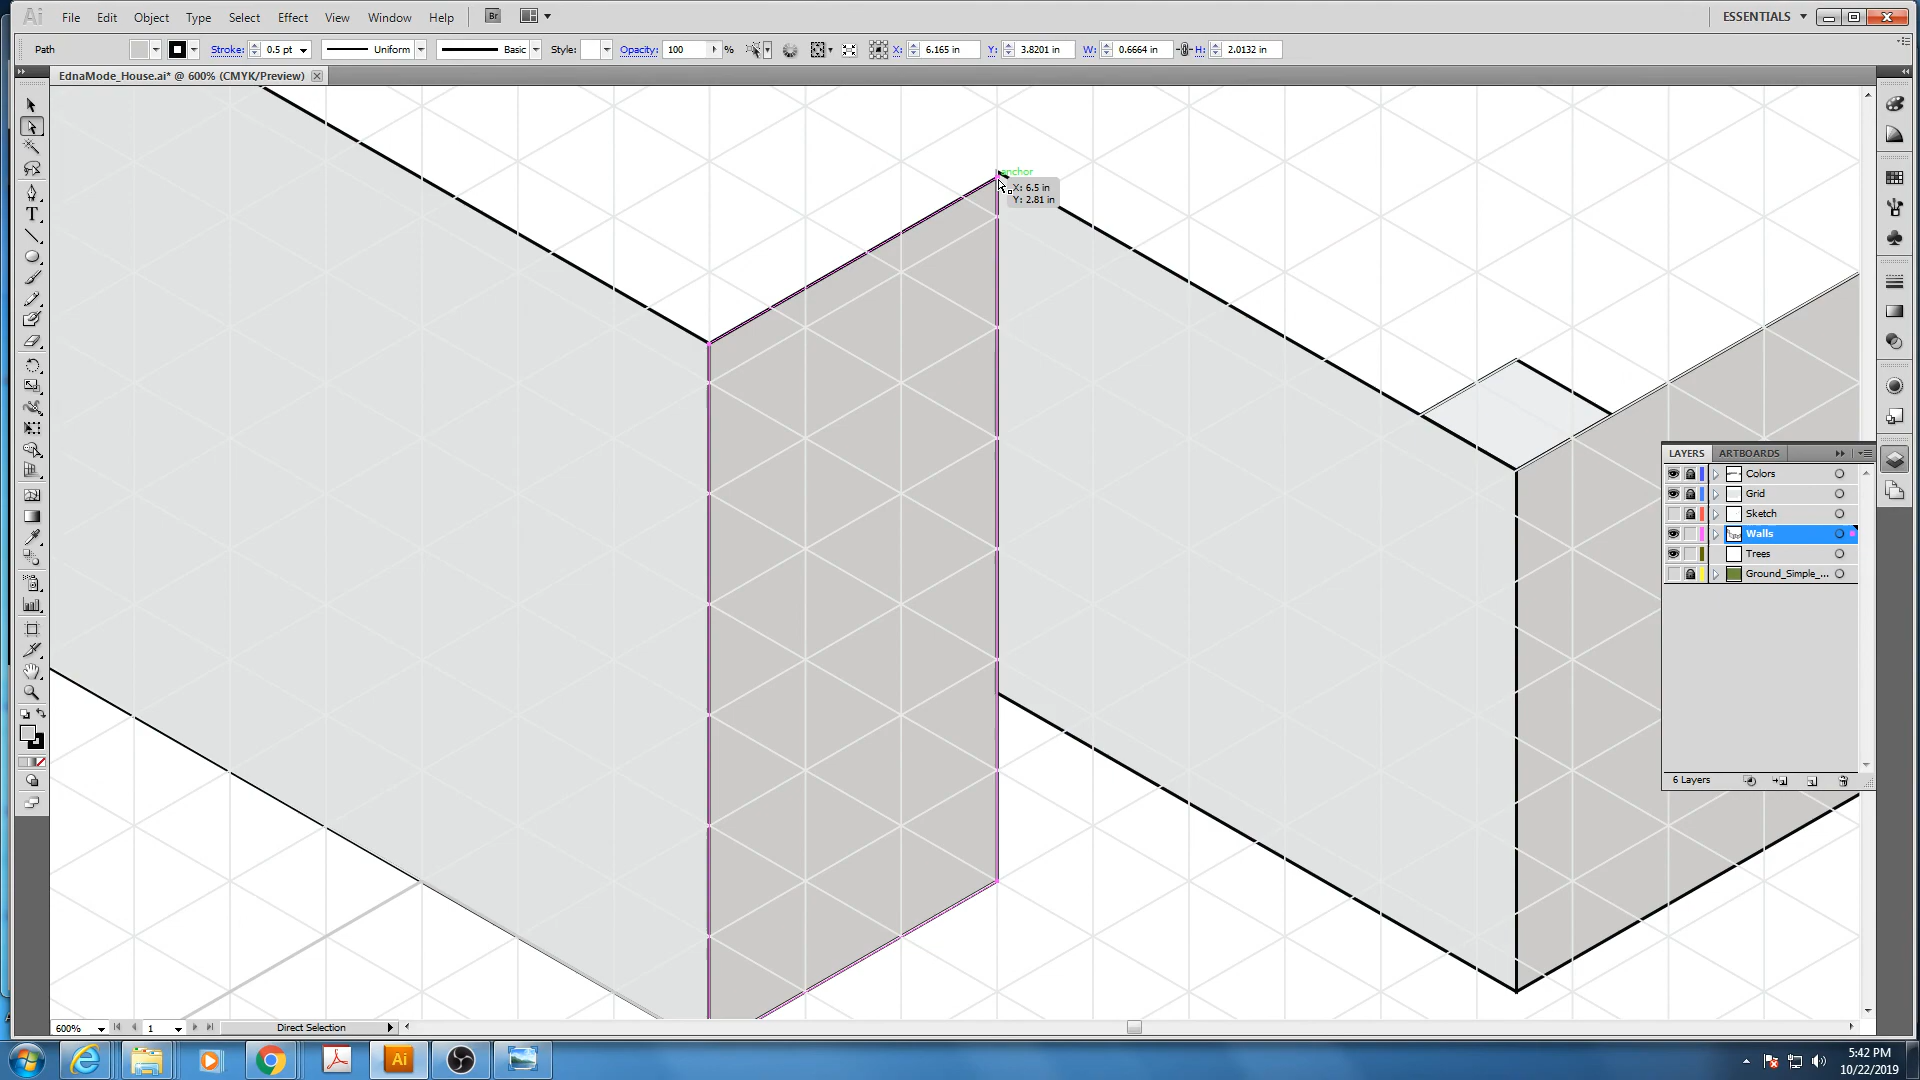 Ai File Edit Object Type Select Effect View Window Help Br ESSENTIALS
Path Stroke: 0.5 pt Uniform Basic Style: Opacity: 100 % X: 6.165 in Y: 3.8201 in W: 0.6664 in H: 2.0132 in
EdnaMode_House.ai* @ 600% (CMYK/Preview)
anchor
X: 6.5 in
Y: 2.81 in
LAYERS ARTBOARDS
Colors
Grid
Sketch
Walls
Trees
Ground_Simple_...
6 Layers
600% 1 Direct Selection
Ai
5:42 PM
10/22/2019